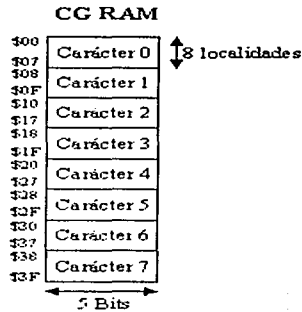 CG RAM
$00
Carácter 0
8 localidades
$07
$08
Carácter 1
$0F
$10
Carácter 2
$17
$18
Carácter 3
$1F
$20
Carácter 4
$27
$28
Carácter 5
$2F
$30
Carácter 6
$37
$38
Carácter 7
$3F
5 Bits